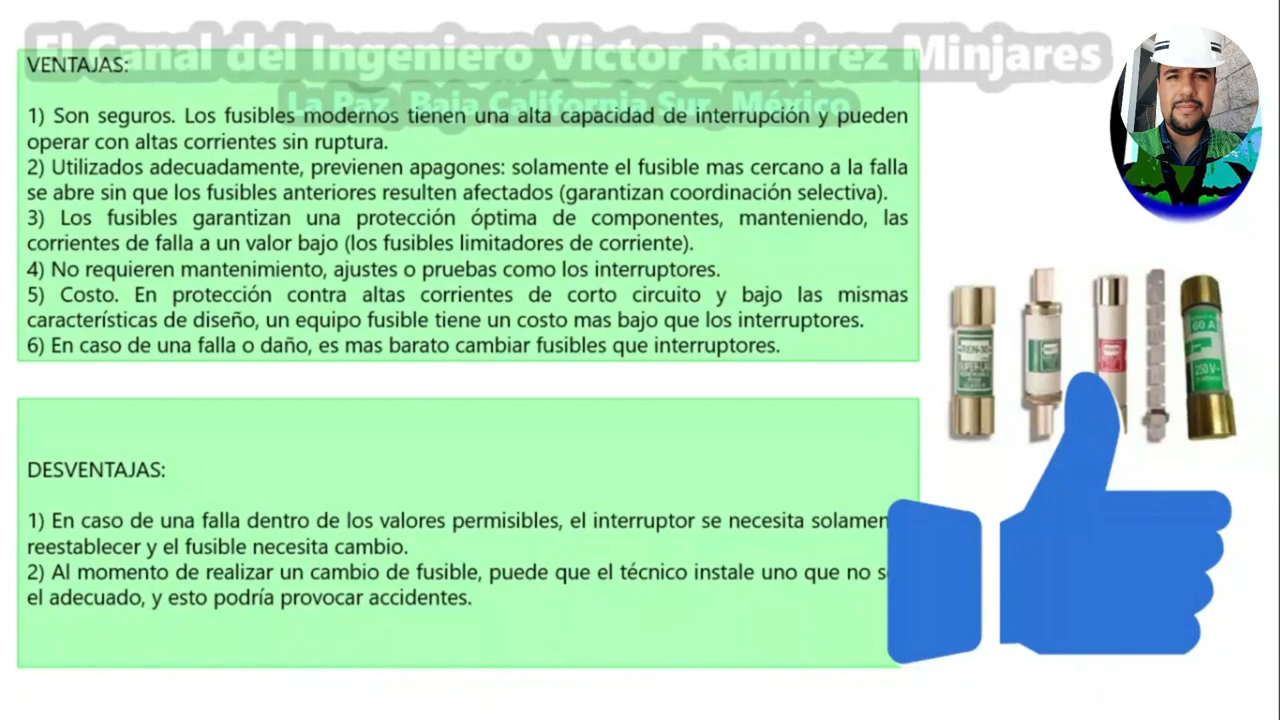 El Canal del Ingeniero Victor Ramirez Minjares
La Paz, Baja California Sur, México
VENTAJAS:
1) Son seguros. Los fusibles modernos tienen una alta capacidad de interrupción y pueden
operar con altas corrientes sin ruptura.
2) Utilizados adecuadamente, previenen apagones: solamente el fusible mas cercano a la falla
se abre sin que los fusibles anteriores resulten afectados (garantizan coordinación selectiva).
3) Los fusibles garantizan una protección óptima de componentes, manteniendo, las
corrientes de falla a un valor bajo (los fusibles limitadores de corriente).
4) No requieren mantenimiento, ajustes o pruebas como los interruptores.
5) Costo. En protección contra altas corrientes de corto circuito y bajo las mismas
características de diseño, un equipo fusible tiene un costo mas bajo que los interruptores.
6) En caso de una falla o daño, es mas barato cambiar fusibles que interruptores.
60 A
250 V~
DESVENTAJAS:
1) En caso de una falla dentro de los valores permisibles, el interruptor se necesita solamen
reestablecer y el fusible necesita cambio.
2) Al momento de realizar un cambio de fusible, puede que el técnico instale uno que no s
el adecuado, y esto podría provocar accidentes.